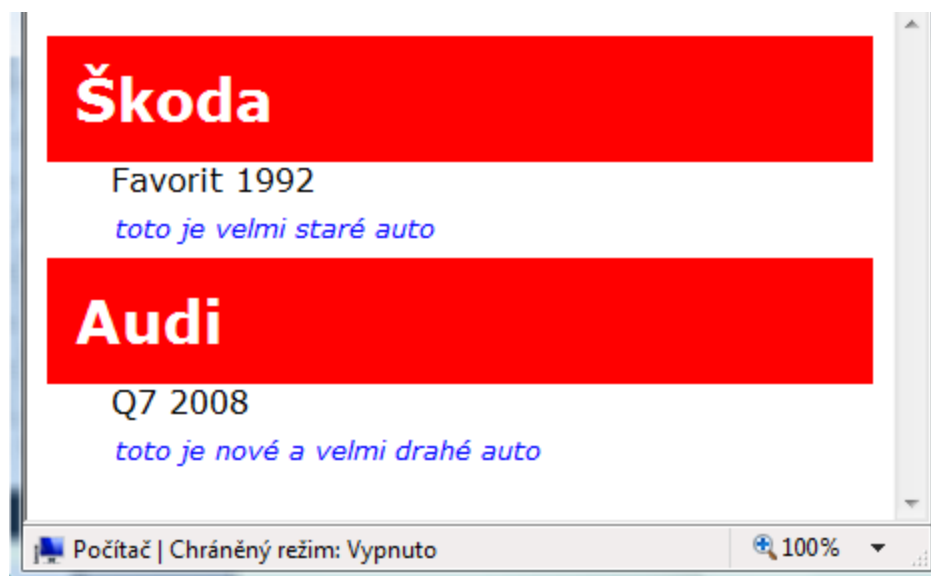 Škoda
Favorit 1992
toto je velmi staré auto
Audi
Q7 2008
toto je nové a velmi drahé auto
Počítač | Chráněný režim: Vypnuto 100%